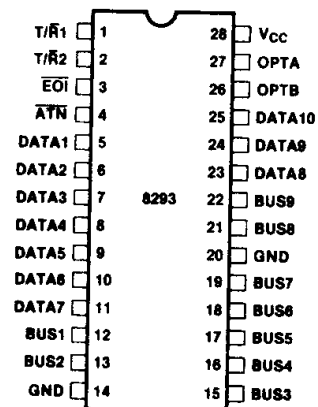 T/R̅1 1 28 VCC
T/R̅2 2 27 OPTA
E̅O̅I̅ 3 26 OPTB
A̅T̅N̅ 4 25 DATA10
DATA1 5 24 DATA9
DATA2 6 23 DATA8
DATA3 7 8293 22 BUS9
DATA4 8 21 BUS8
DATA5 9 20 GND
DATA6 10 19 BUS7
DATA7 11 18 BUS6
BUS1 12 17 BUS5
BUS2 13 16 BUS4
GND 14 15 BUS3